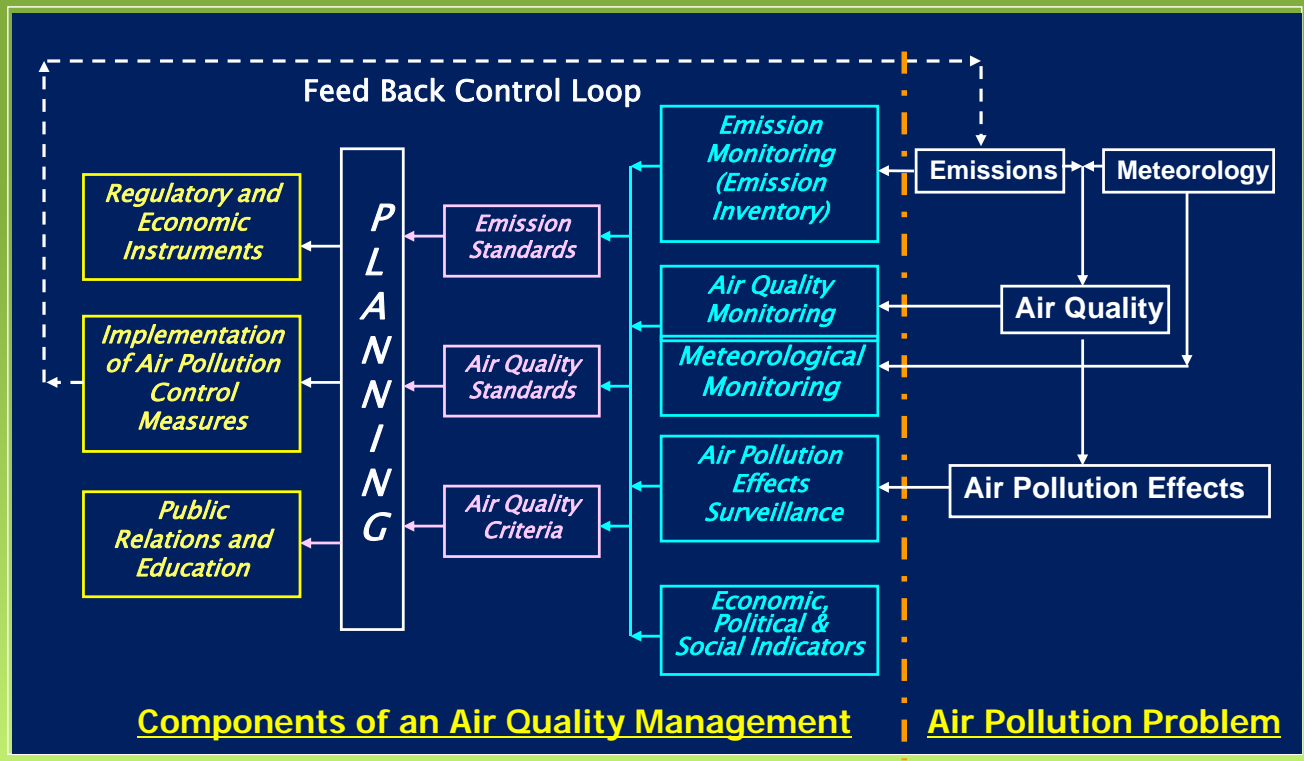 Feed Back Control Loop
Regulatory and
Economic
Instruments
Implementation
of Air Pollution
Control
Measures
Public
Relations and
Education
P
L
A
N
N
I
N
G
Emission
Standards
Air Quality
Standards
Air Quality
Criteria
Emission
Monitoring
(Emission
Inventory)
Air Quality
Monitoring
Meteorological
Monitoring
Air Pollution
Effects
Surveillance
Economic,
Political &
Social Indicators
Emissions
Meteorology
Air Quality
Air Pollution Effects
Components of an Air Quality Management
Air Pollution Problem